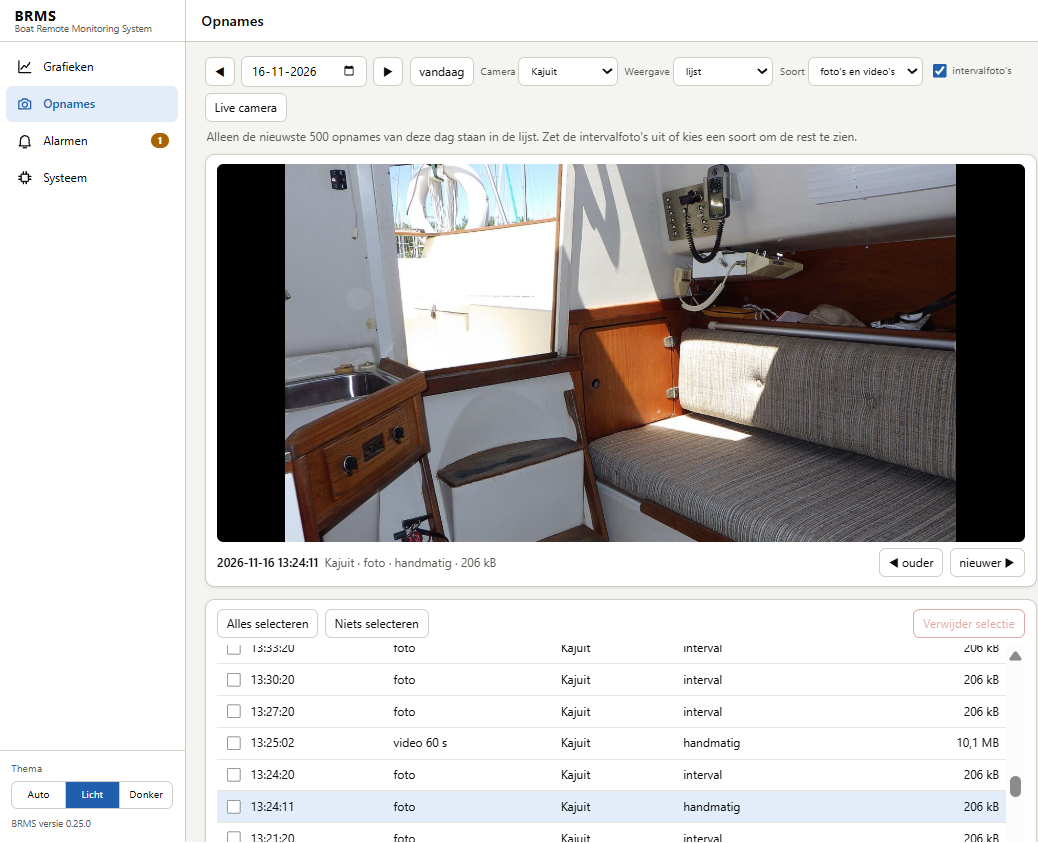 BRMS
Boat Remote Monitoring System
Opnames
Grafieken
Opnames
Alarmen 1
Systeem
◀ 16-11-2026 ▶ vandaag Camera Kajuit Weergave lijst Soort foto's en video's intervalfoto's
Live camera
Alleen de nieuwste 500 opnames van deze dag staan in de lijst. Zet de intervalfoto's uit of kies een soort om de rest te zien.
2026-11-16 13:24:11 Kajuit · foto · handmatig · 206 kB ◀ ouder nieuwer ▶
Alles selecteren Niets selecteren Verwijder selectie
13:33:20 foto Kajuit interval 206 kB
13:30:20 foto Kajuit interval 206 kB
13:27:20 foto Kajuit interval 206 kB
13:25:02 video 60 s Kajuit handmatig 10,1 MB
13:24:20 foto Kajuit interval 206 kB
13:24:11 foto Kajuit handmatig 206 kB
13:21:20 foto Kajuit interval 206 kB
Thema
Auto Licht Donker
BRMS versie 0.25.0